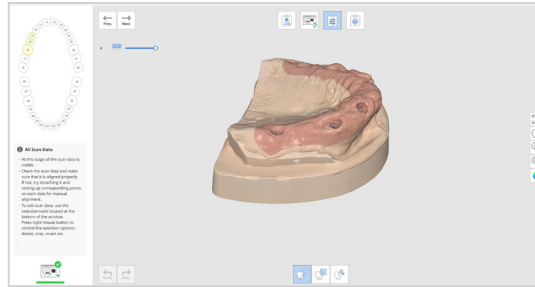 Prev.
Next
All Scan Data
- At this stage all the scan data is
visible.
- Check the scan data and make
sure that it is aligned properly.
If not, try detaching it and
setting up corresponding points
on each data for manual
alignment.
- To edit scan data, use the
selection tools located at the
bottom of the window.
Press right mouse button to
control the selection options :
delete, crop, invert etc.